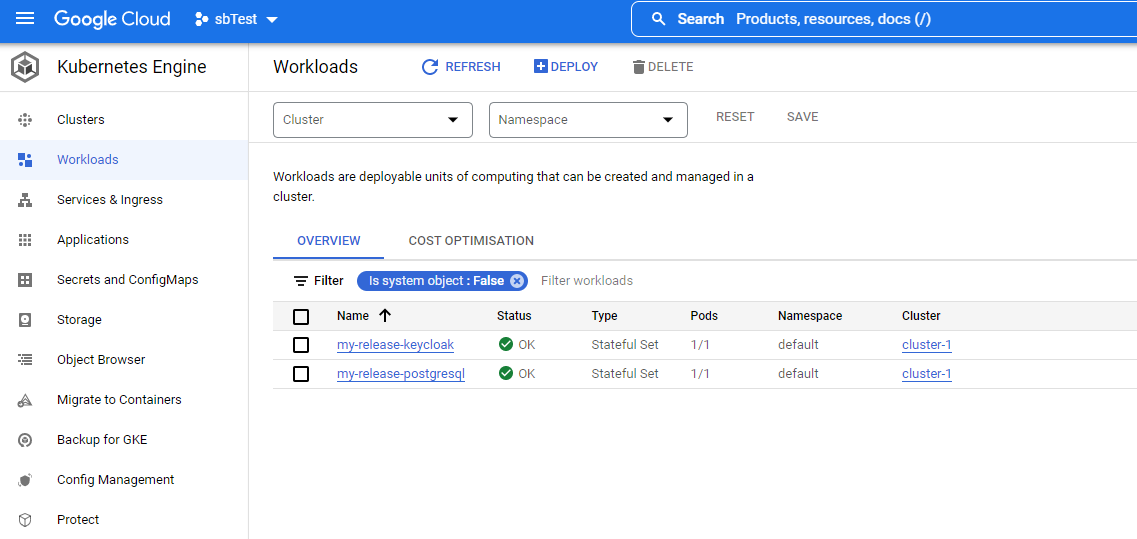 Google Cloud sbTest Search Products, resources, docs (/)
Kubernetes Engine
Clusters
Workloads
Services & Ingress
Applications
Secrets and ConfigMaps
Storage
Object Browser
Migrate to Containers
Backup for GKE
Config Management
Protect
Workloads REFRESH DEPLOY DELETE
Cluster Namespace RESET SAVE
Workloads are deployable units of computing that can be created and managed in a
cluster.
OVERVIEW COST OPTIMISATION
Filter Is system object : False Filter workloads
Name Status Type Pods Namespace Cluster
my-release-keycloak OK Stateful Set 1/1 default cluster-1
my-release-postgresql OK Stateful Set 1/1 default cluster-1